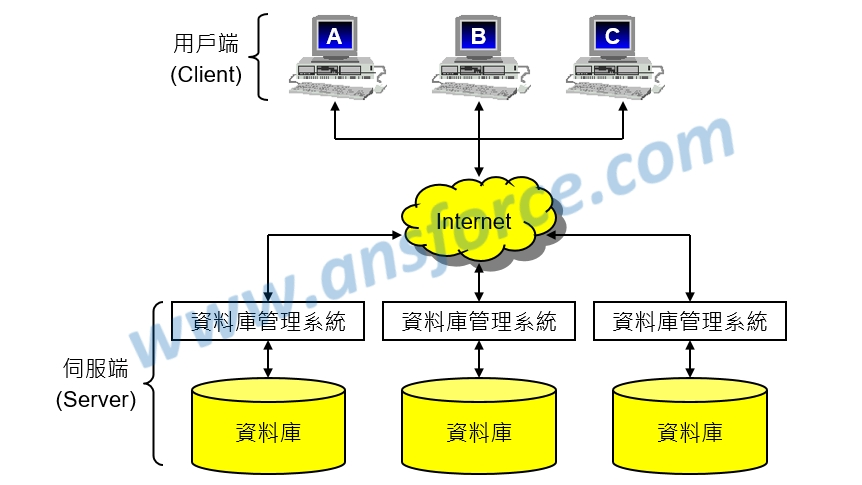 用戶端
(Client)
A
B
C
Internet
資料庫管理系統
資料庫管理系統
資料庫管理系統
伺服端
(Server)
資料庫
資料庫
資料庫
www.ansforce.com